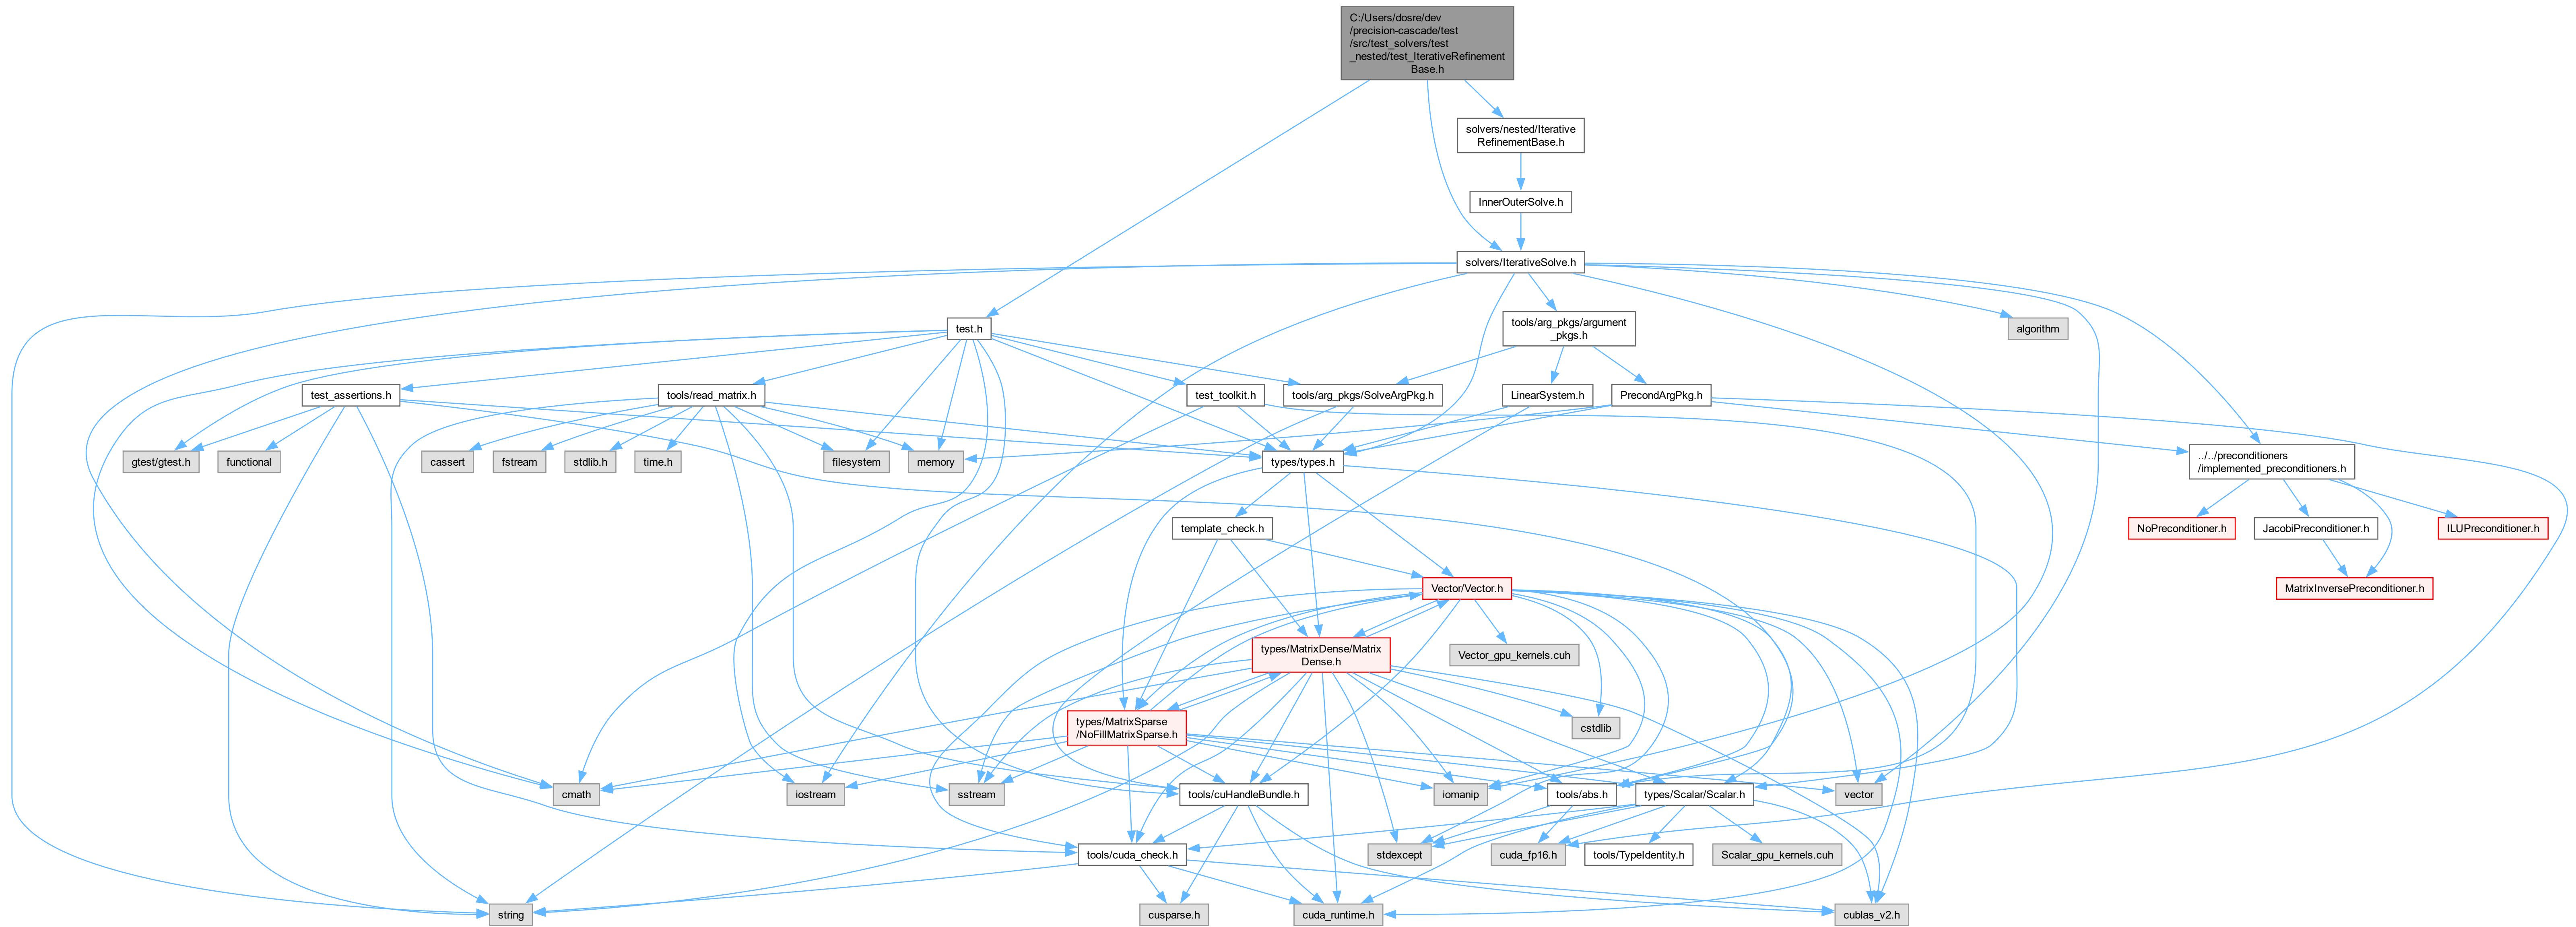 C:/Users/dosre/dev
/precision-cascade/test
/src/test_solvers/test
_nested/test_IterativeRefinement
Base.h
solvers/nested/Iterative
RefinementBase.h
InnerOuterSolve.h
solvers/IterativeSolve.h
test.h
tools/arg_pkgs/argument
_pkgs.h
algorithm
test_assertions.h
tools/read_matrix.h
test_toolkit.h
tools/arg_pkgs/SolveArgPkg.h
LinearSystem.h
PrecondArgPkg.h
gtest/gtest.h
functional
cassert
fstream
stdlib.h
time.h
filesystem
memory
types/types.h
../../preconditioners
/implemented_preconditioners.h
template_check.h
NoPreconditioner.h
JacobiPreconditioner.h
ILUPreconditioner.h
Vector/Vector.h
MatrixInversePreconditioner.h
types/MatrixDense/Matrix
Dense.h
Vector_gpu_kernels.cuh
types/MatrixSparse
/NoFillMatrixSparse.h
cstdlib
cmath
iostream
sstream
tools/cuHandleBundle.h
iomanip
tools/abs.h
types/Scalar/Scalar.h
vector
tools/cuda_check.h
stdexcept
cuda_fp16.h
tools/TypeIdentity.h
Scalar_gpu_kernels.cuh
string
cusparse.h
cuda_runtime.h
cublas_v2.h